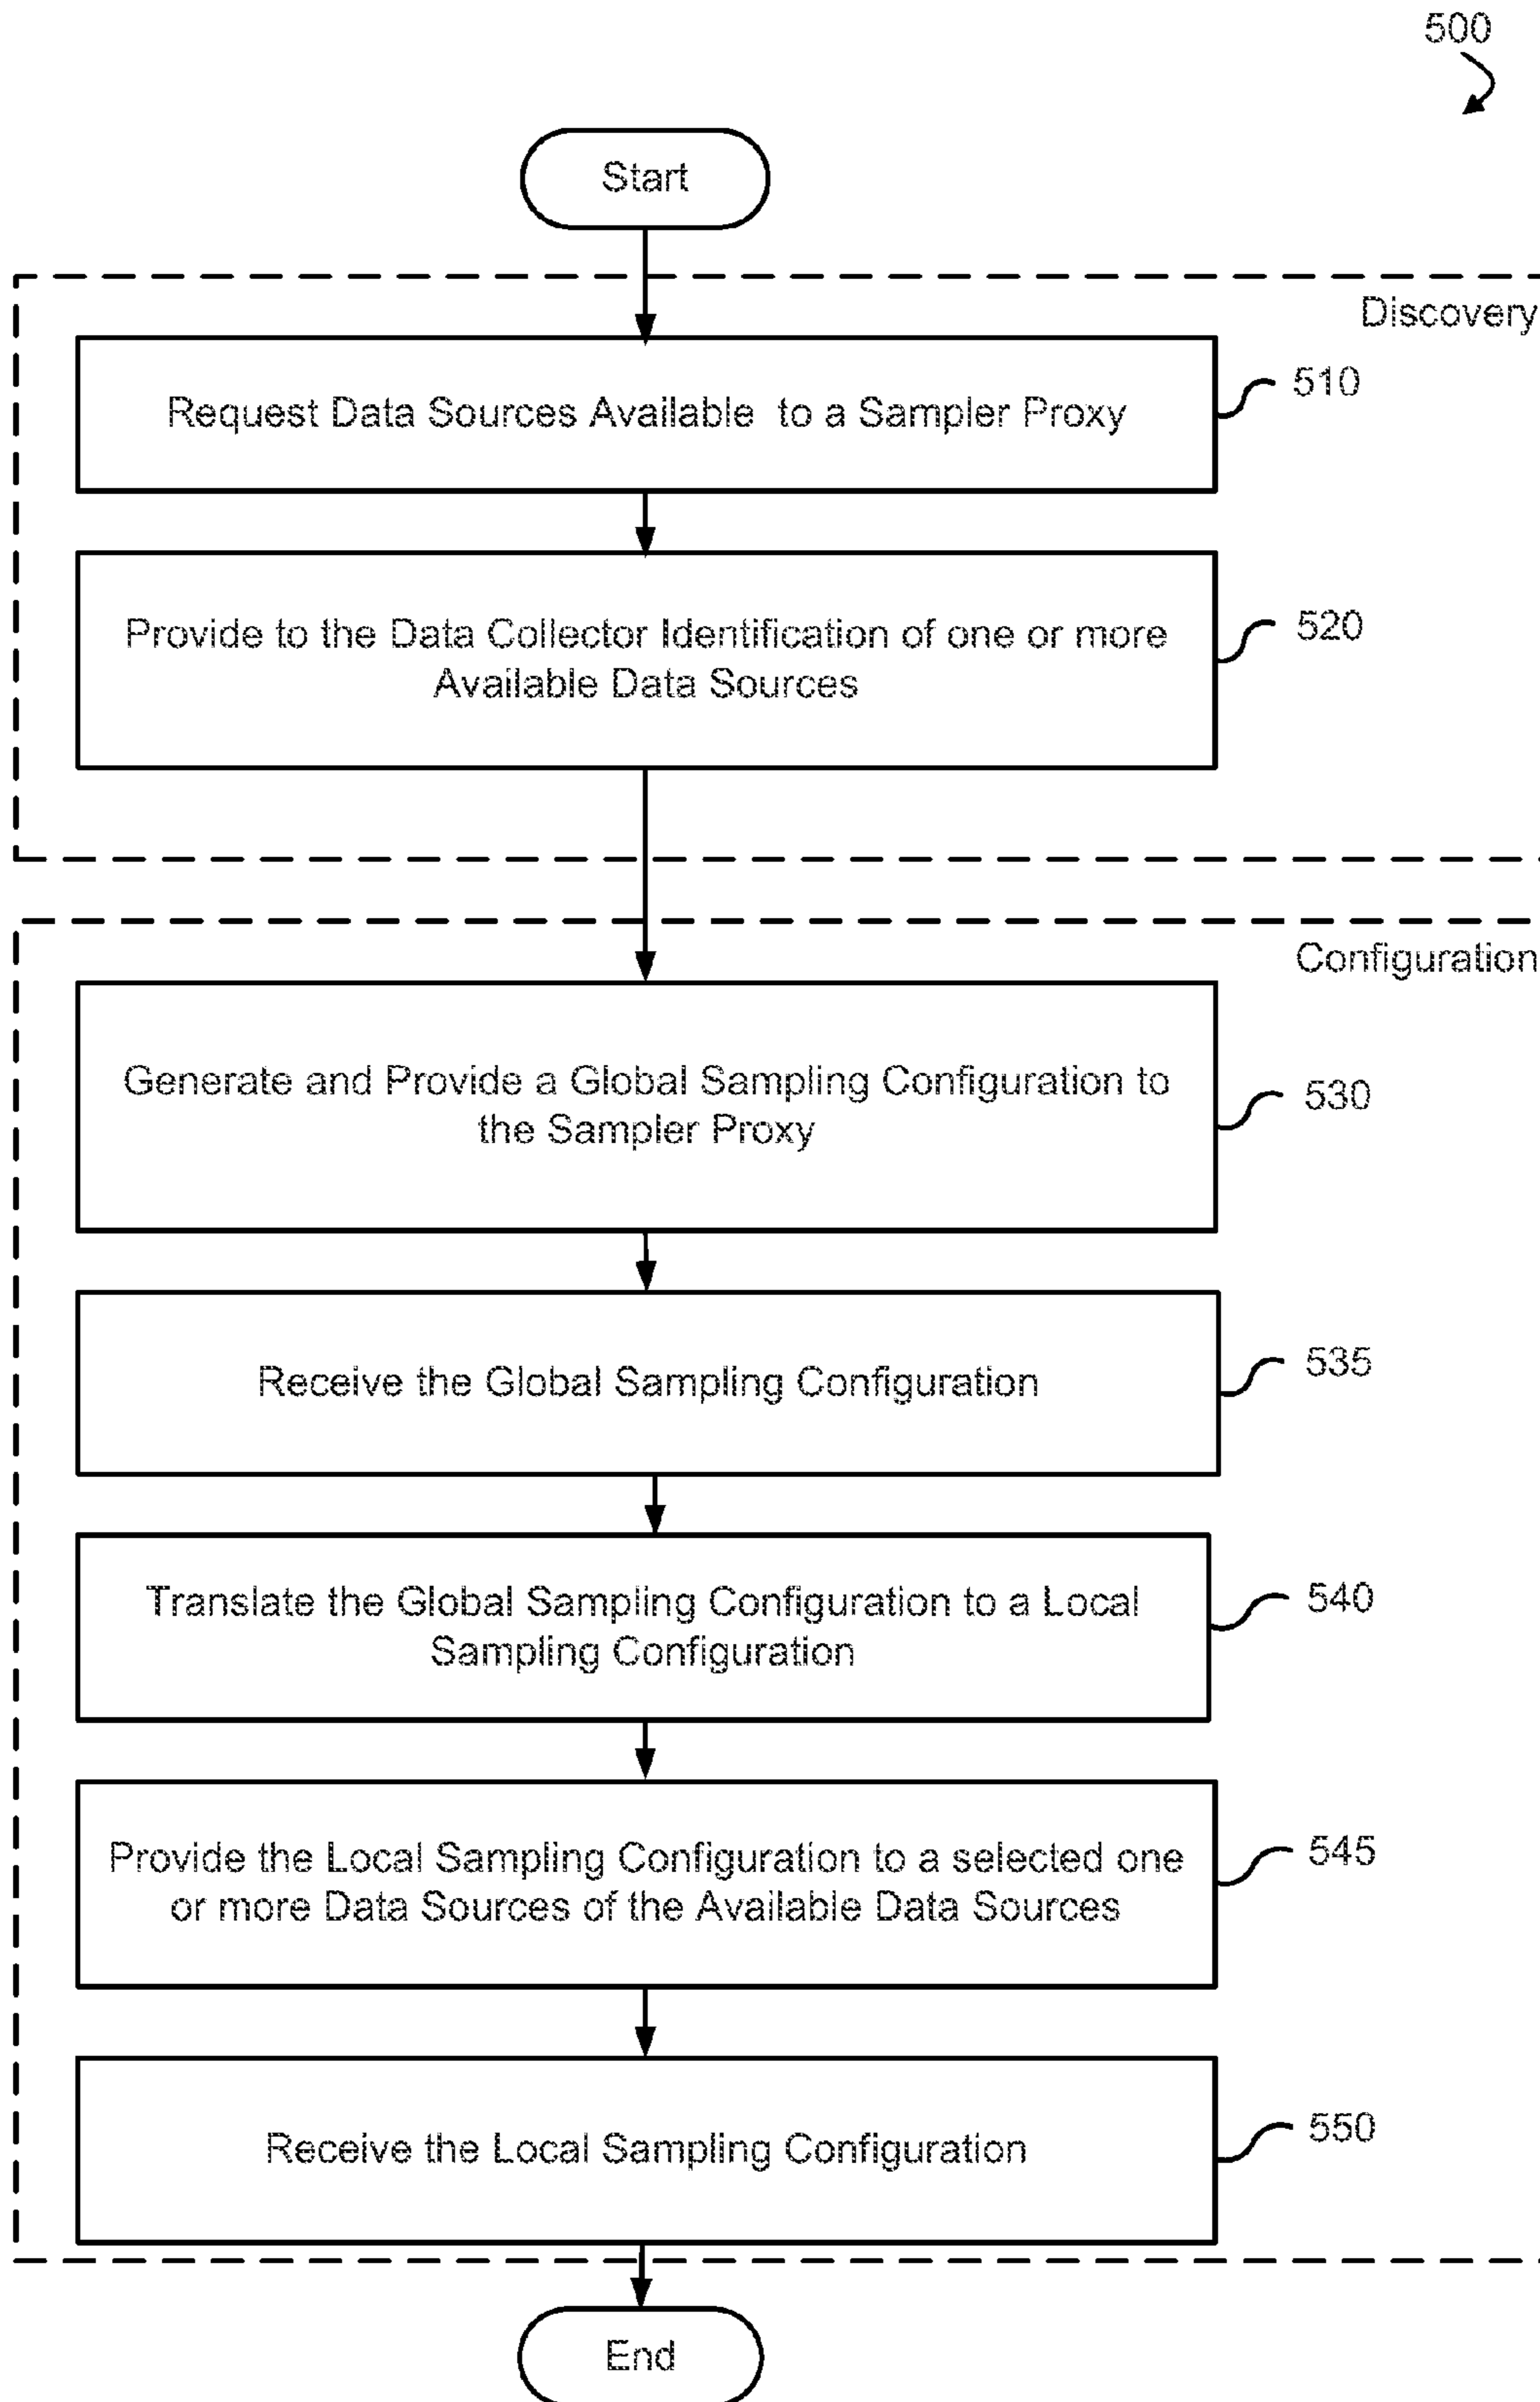 500
Start
Discovery
Request Data Sources Available to a Sampler Proxy
510
Provide to the Data Collector Identification of one or more
Available Data Sources
520
Configuration
Generate and Provide a Global Sampling Configuration to
the Sampler Proxy
530
Receive the Global Sampling Configuration
535
Translate the Global Sampling Configuration to a Local
Sampling Configuration
540
Provide the Local Sampling Configuration to a selected one
or more Data Sources of the Available Data Sources
545
Receive the Local Sampling Configuration
550
End